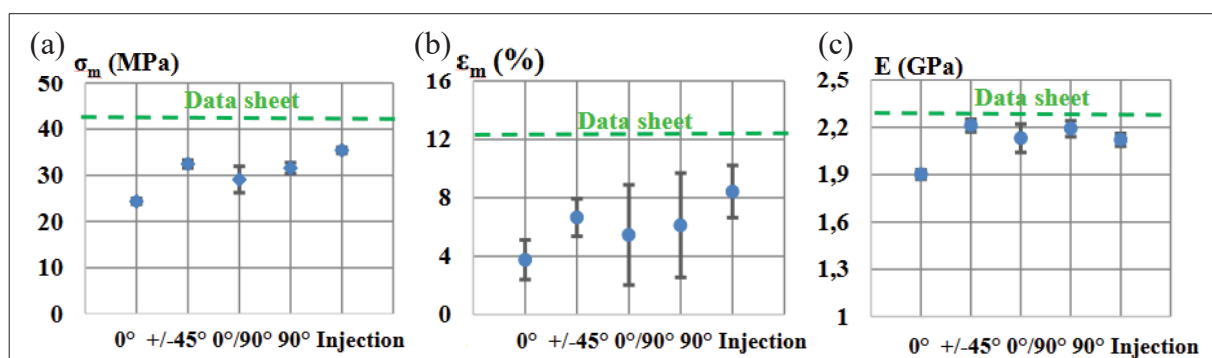 (a)
σm (MPa)
50
40
30
20
10
0
Data sheet
0° +/-45° 0°/90° 90° Injection
(b)
εm (%)
16
12
8
4
0
Data sheet
0° +/-45° 0°/90° 90° Injection
(c)
E (GPa)
2,5
2,2
1,9
1,6
1,3
1
Data sheet
0° +/-45° 0°/90° 90° Injection